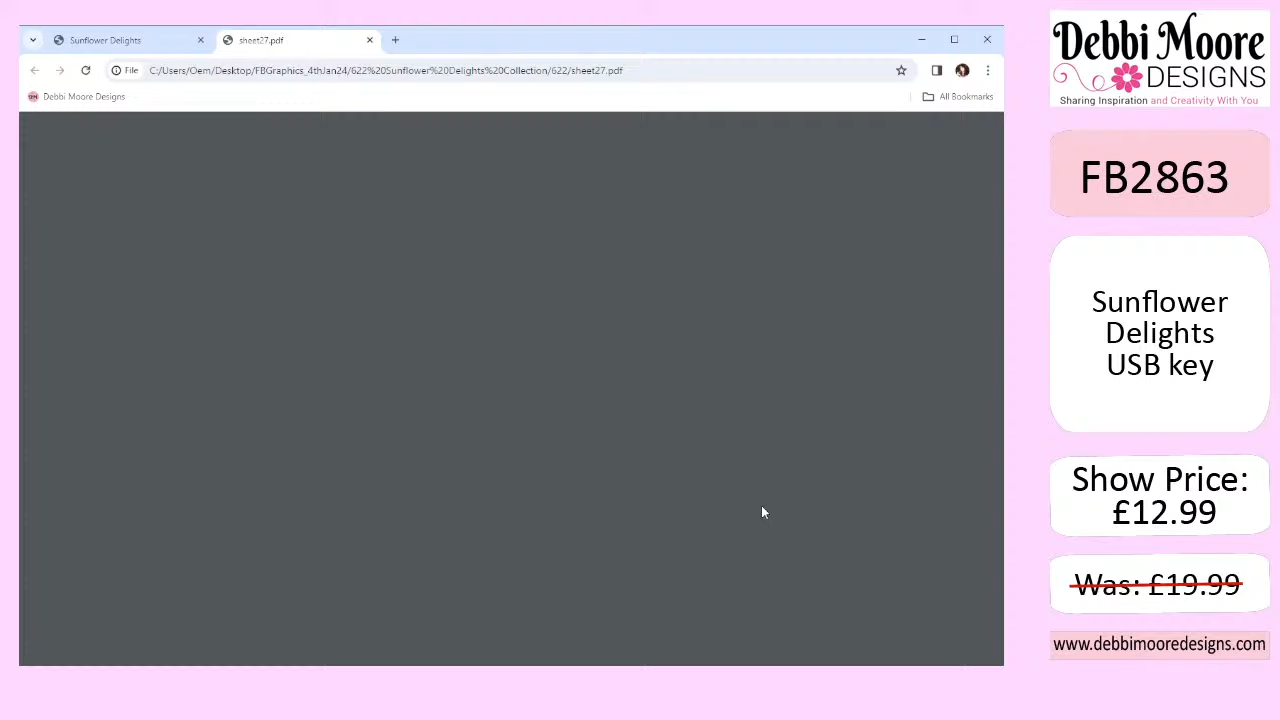 Sunflower Delights
sheet27.pdf
File
C:/Users/Oxm/Desktop/FBGraphics_4thJan24/622%20Sunflower%20Delights%20Collection/622/sheet27.pdf
Debbi Moore Designs
All Bookmarks
Debbi Moore
DESIGNS
Sharing Inspiration and Creativity With You
FB2863
Sunflower
Delights
USB key
Show Price:
£12.99
Was: £19.99
www.debbimooredesigns.com